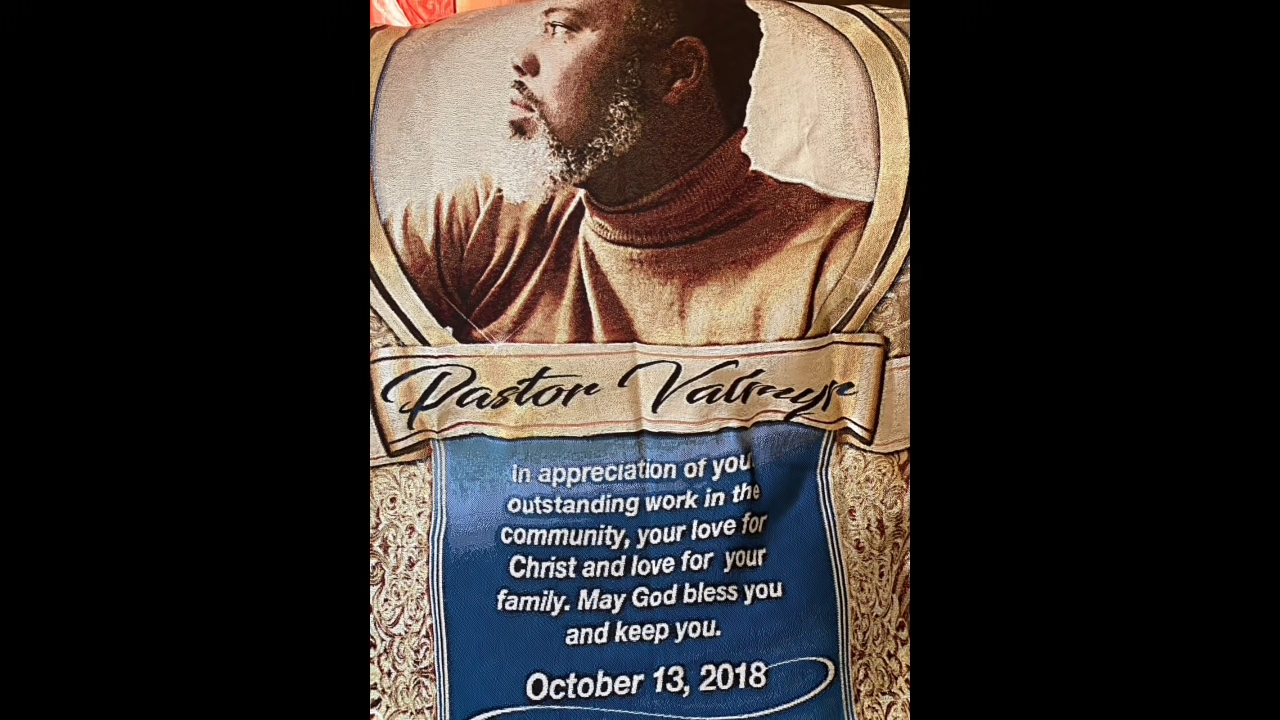 Pastor
In appreciation of your
outstanding work in the
community, your love for
Christ and love for your
family. May God bless you
and keep you.
October 13, 2018